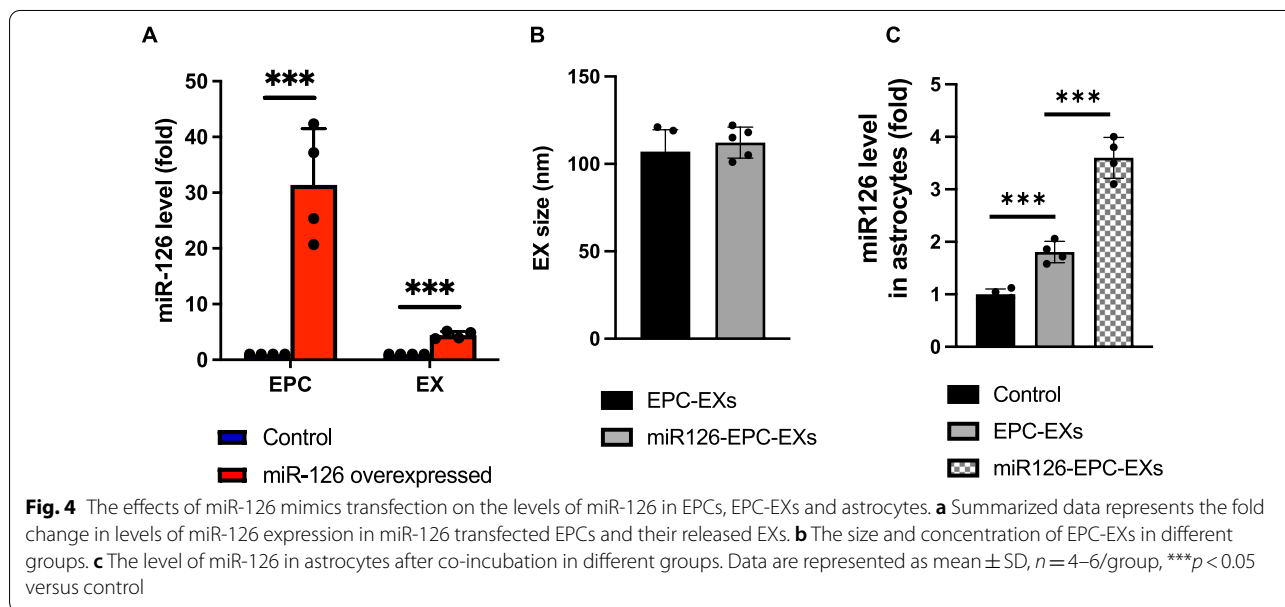 A
miR-126 level (fold)
50
40
30
20
10
0
***
***
EPC
EX
Control
miR-126 overexpressed
B
EX size (nm)
150
100
50
0
EPC-EXs
miR126-EPC-EXs
C
miR126 level
in astrocytes (fold)
5
4
3
2
1
0
***
***
Control
EPC-EXs
miR126-EPC-EXs
Fig. 4 The effects of miR-126 mimics transfection on the levels of miR-126 in EPCs, EPC-EXs and astrocytes. a Summarized data represents the fold
change in levels of miR-126 expression in miR-126 transfected EPCs and their released EXs. b The size and concentration of EPC-EXs in different
groups. c The level of miR-126 in astrocytes after co-incubation in different groups. Data are represented as mean ± SD, n = 4–6/group, ***p < 0.05
versus control